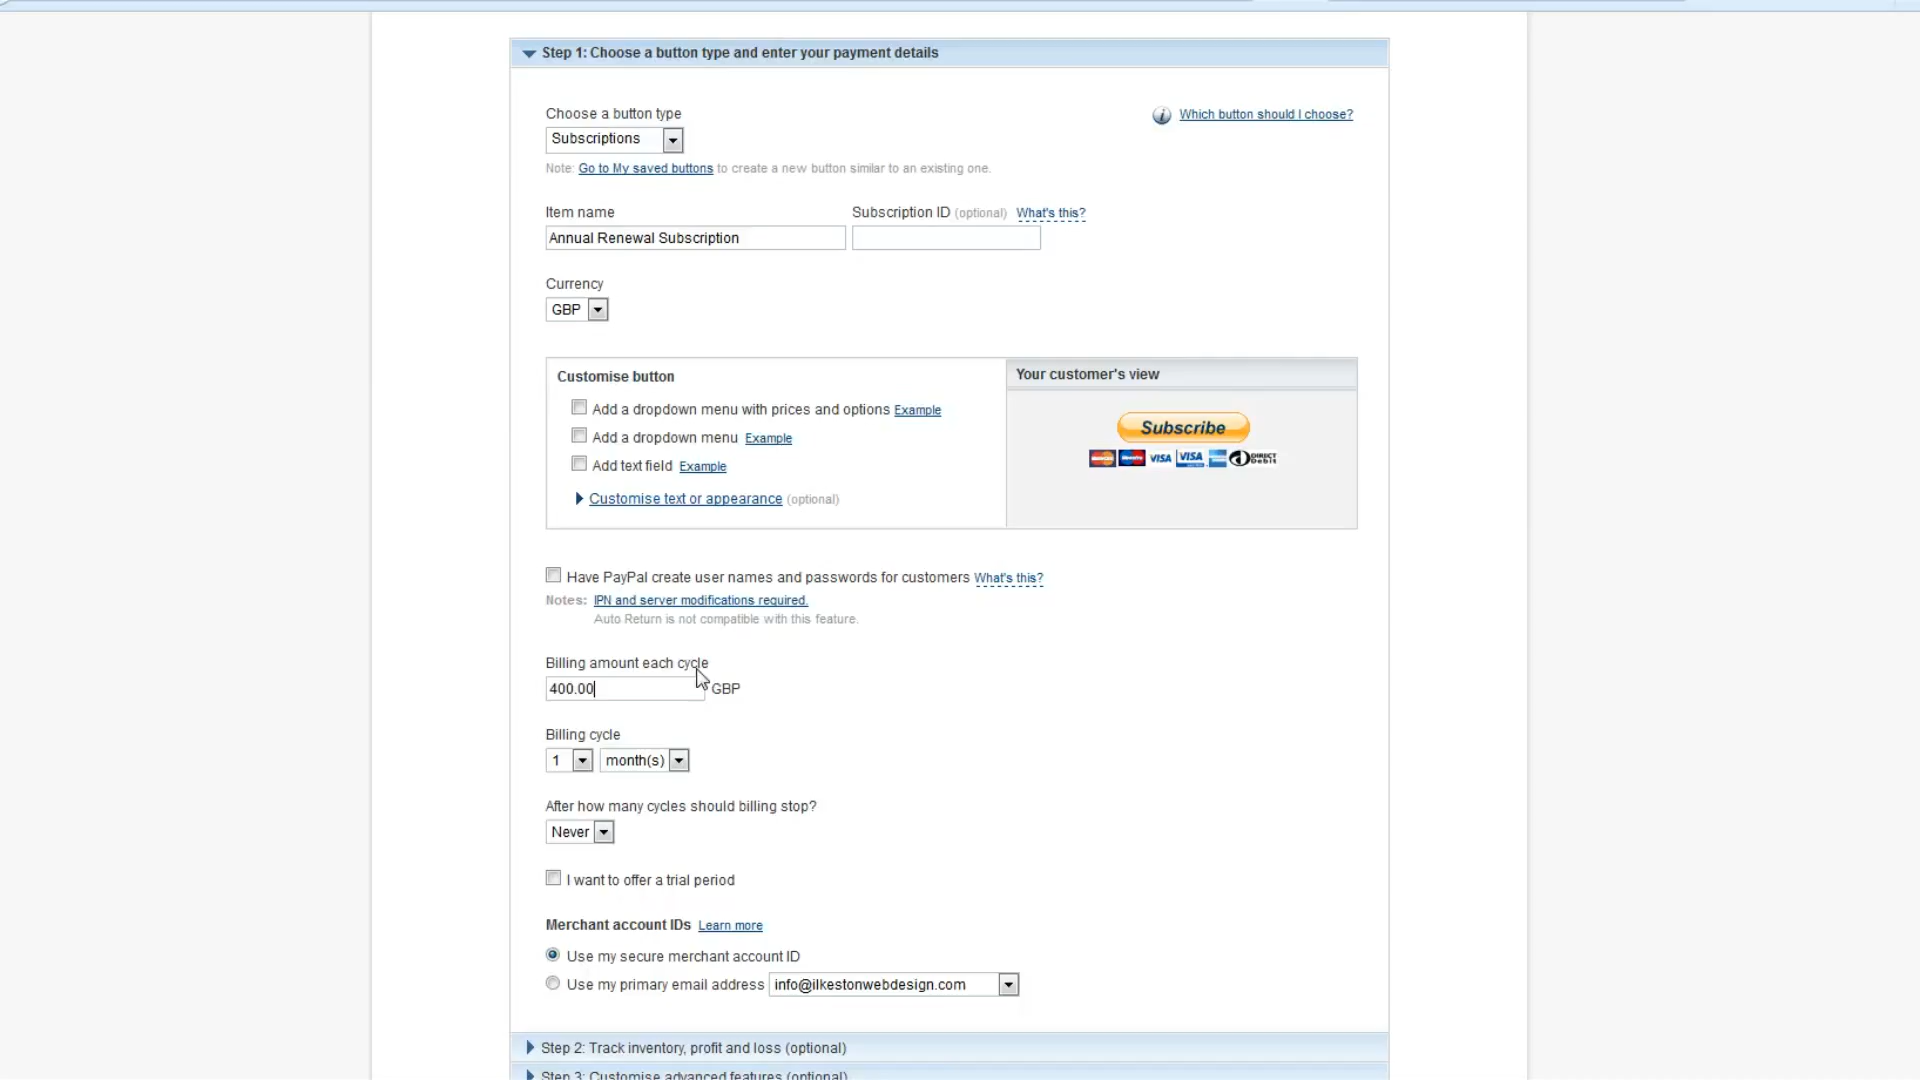 Step 1: Choose a button type and enter your payment details
Choose a button type
Which button should I choose?
Subscriptions
Note: Go to My saved buttons to create a new button similar to an existing one.
Item name Subscription ID (optional) What's this?
Annual Renewal Subscription
Currency
GBP
Customise button
Your customer's view
Add a dropdown menu with prices and options Example
Add a dropdown menu Example
Add text field Example
Customise text or appearance (optional)
Subscribe
VISA VISA DIRECT Debit
Have PayPal create user names and passwords for customers What's this?
Notes: IPN and server modifications required.
Auto Return is not compatible with this feature.
Billing amount each cycle
400.00 GBP
Billing cycle
1 month(s)
After how many cycles should billing stop?
Never
I want to offer a trial period
Merchant account IDs Learn more
Use my secure merchant account ID
Use my primary email address info@ilkestonwebdesign.com
Step 2: Track inventory, profit and loss (optional)
Step 3: Customise advanced features (optional)